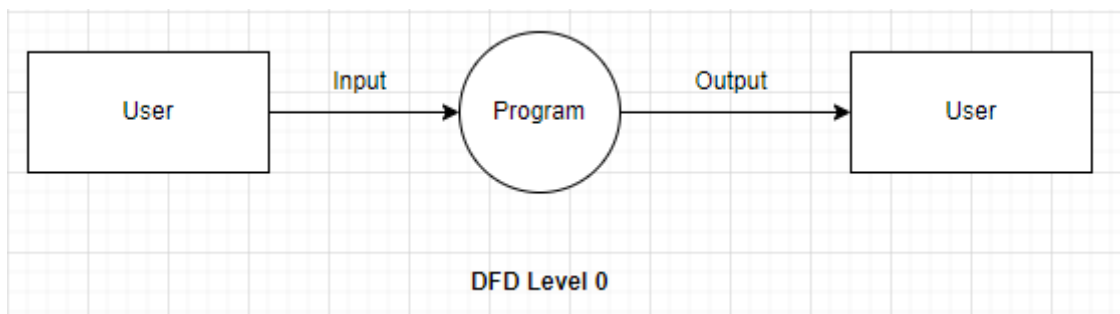 Input
Output
User
Program
User
DFD Level 0